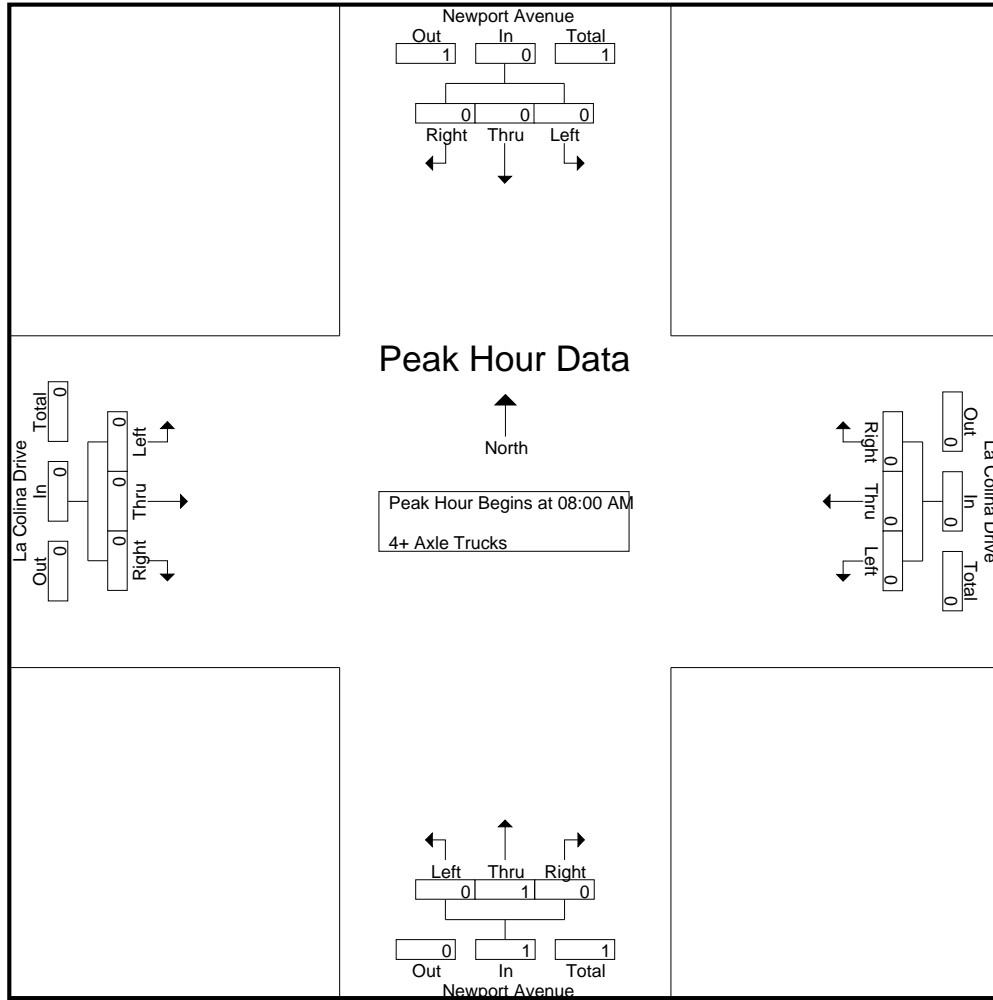 Newport Avenue
Out In Total
1 0 1
0 0 0
Right Thru Left
Peak Hour Data
North
Peak Hour Begins at 08:00 AM
4+ Axle Trucks
La Colina Drive
Out In Total
0 0 0
0 0 0
Left Thru Right
La Colina Drive
Out In Total
0 0 0
0 0 0
Right Thru Left
Left Thru Right
0 1 0
0 1 1
Out In Total
Newport Avenue